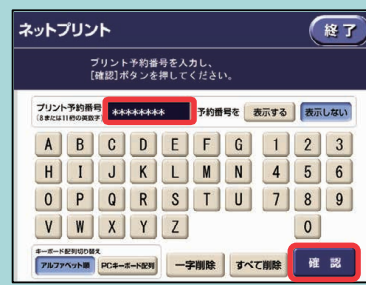 ネットプリント
終了
プリント予約番号を入力し、
[確認]ボタンを押してください。
プリント予約番号
(8または11桁の英数字)
********
予約番号を
表示する
表示しない
A B C D E F G 1 2 3
H I J K L M N 4 5 6
O P Q R S T U 7 8 9
V W X Y Z 0
キーボード配列切り替え
アルファベット順
PCキーボード配列
一字削除
すべて削除
確認